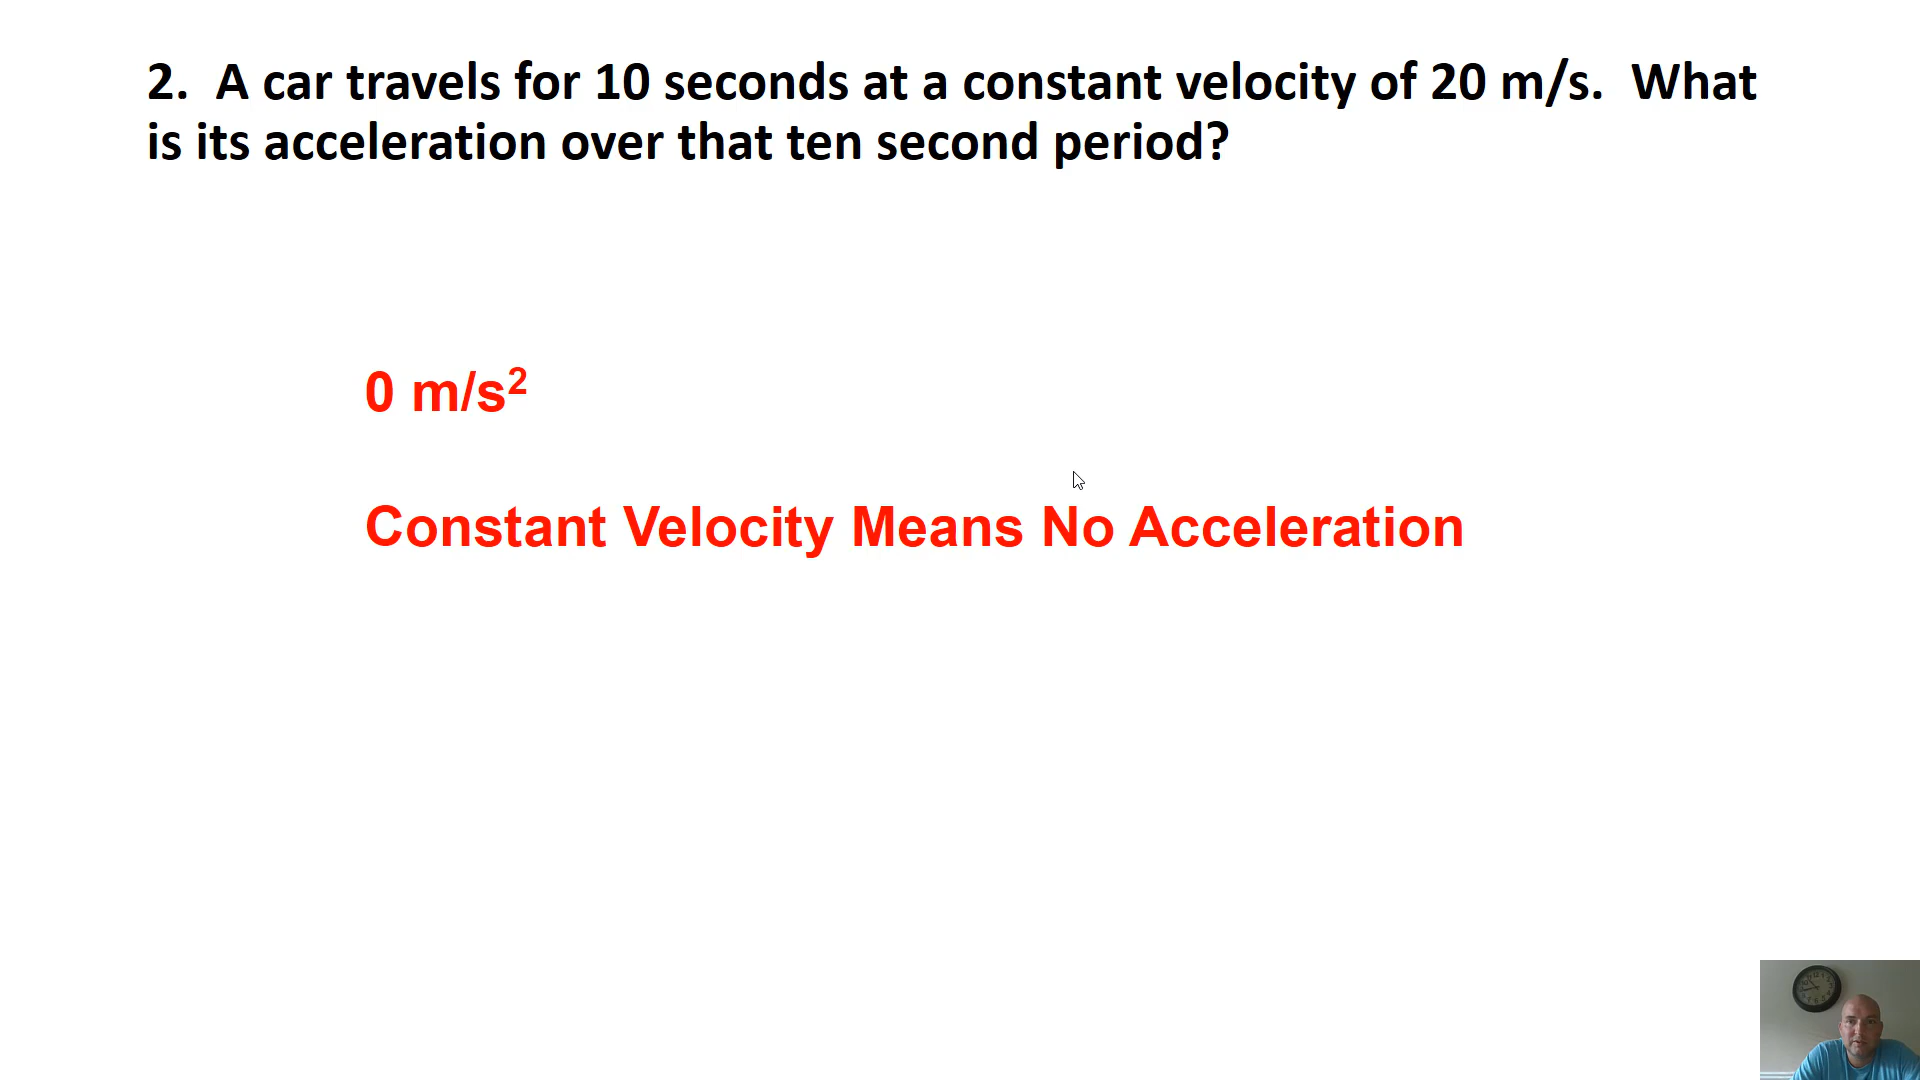 2.  A car travels for 10 seconds at a constant velocity of 20 m/s.  What
is its acceleration over that ten second period?
0 m/s²
Constant Velocity Means No Acceleration